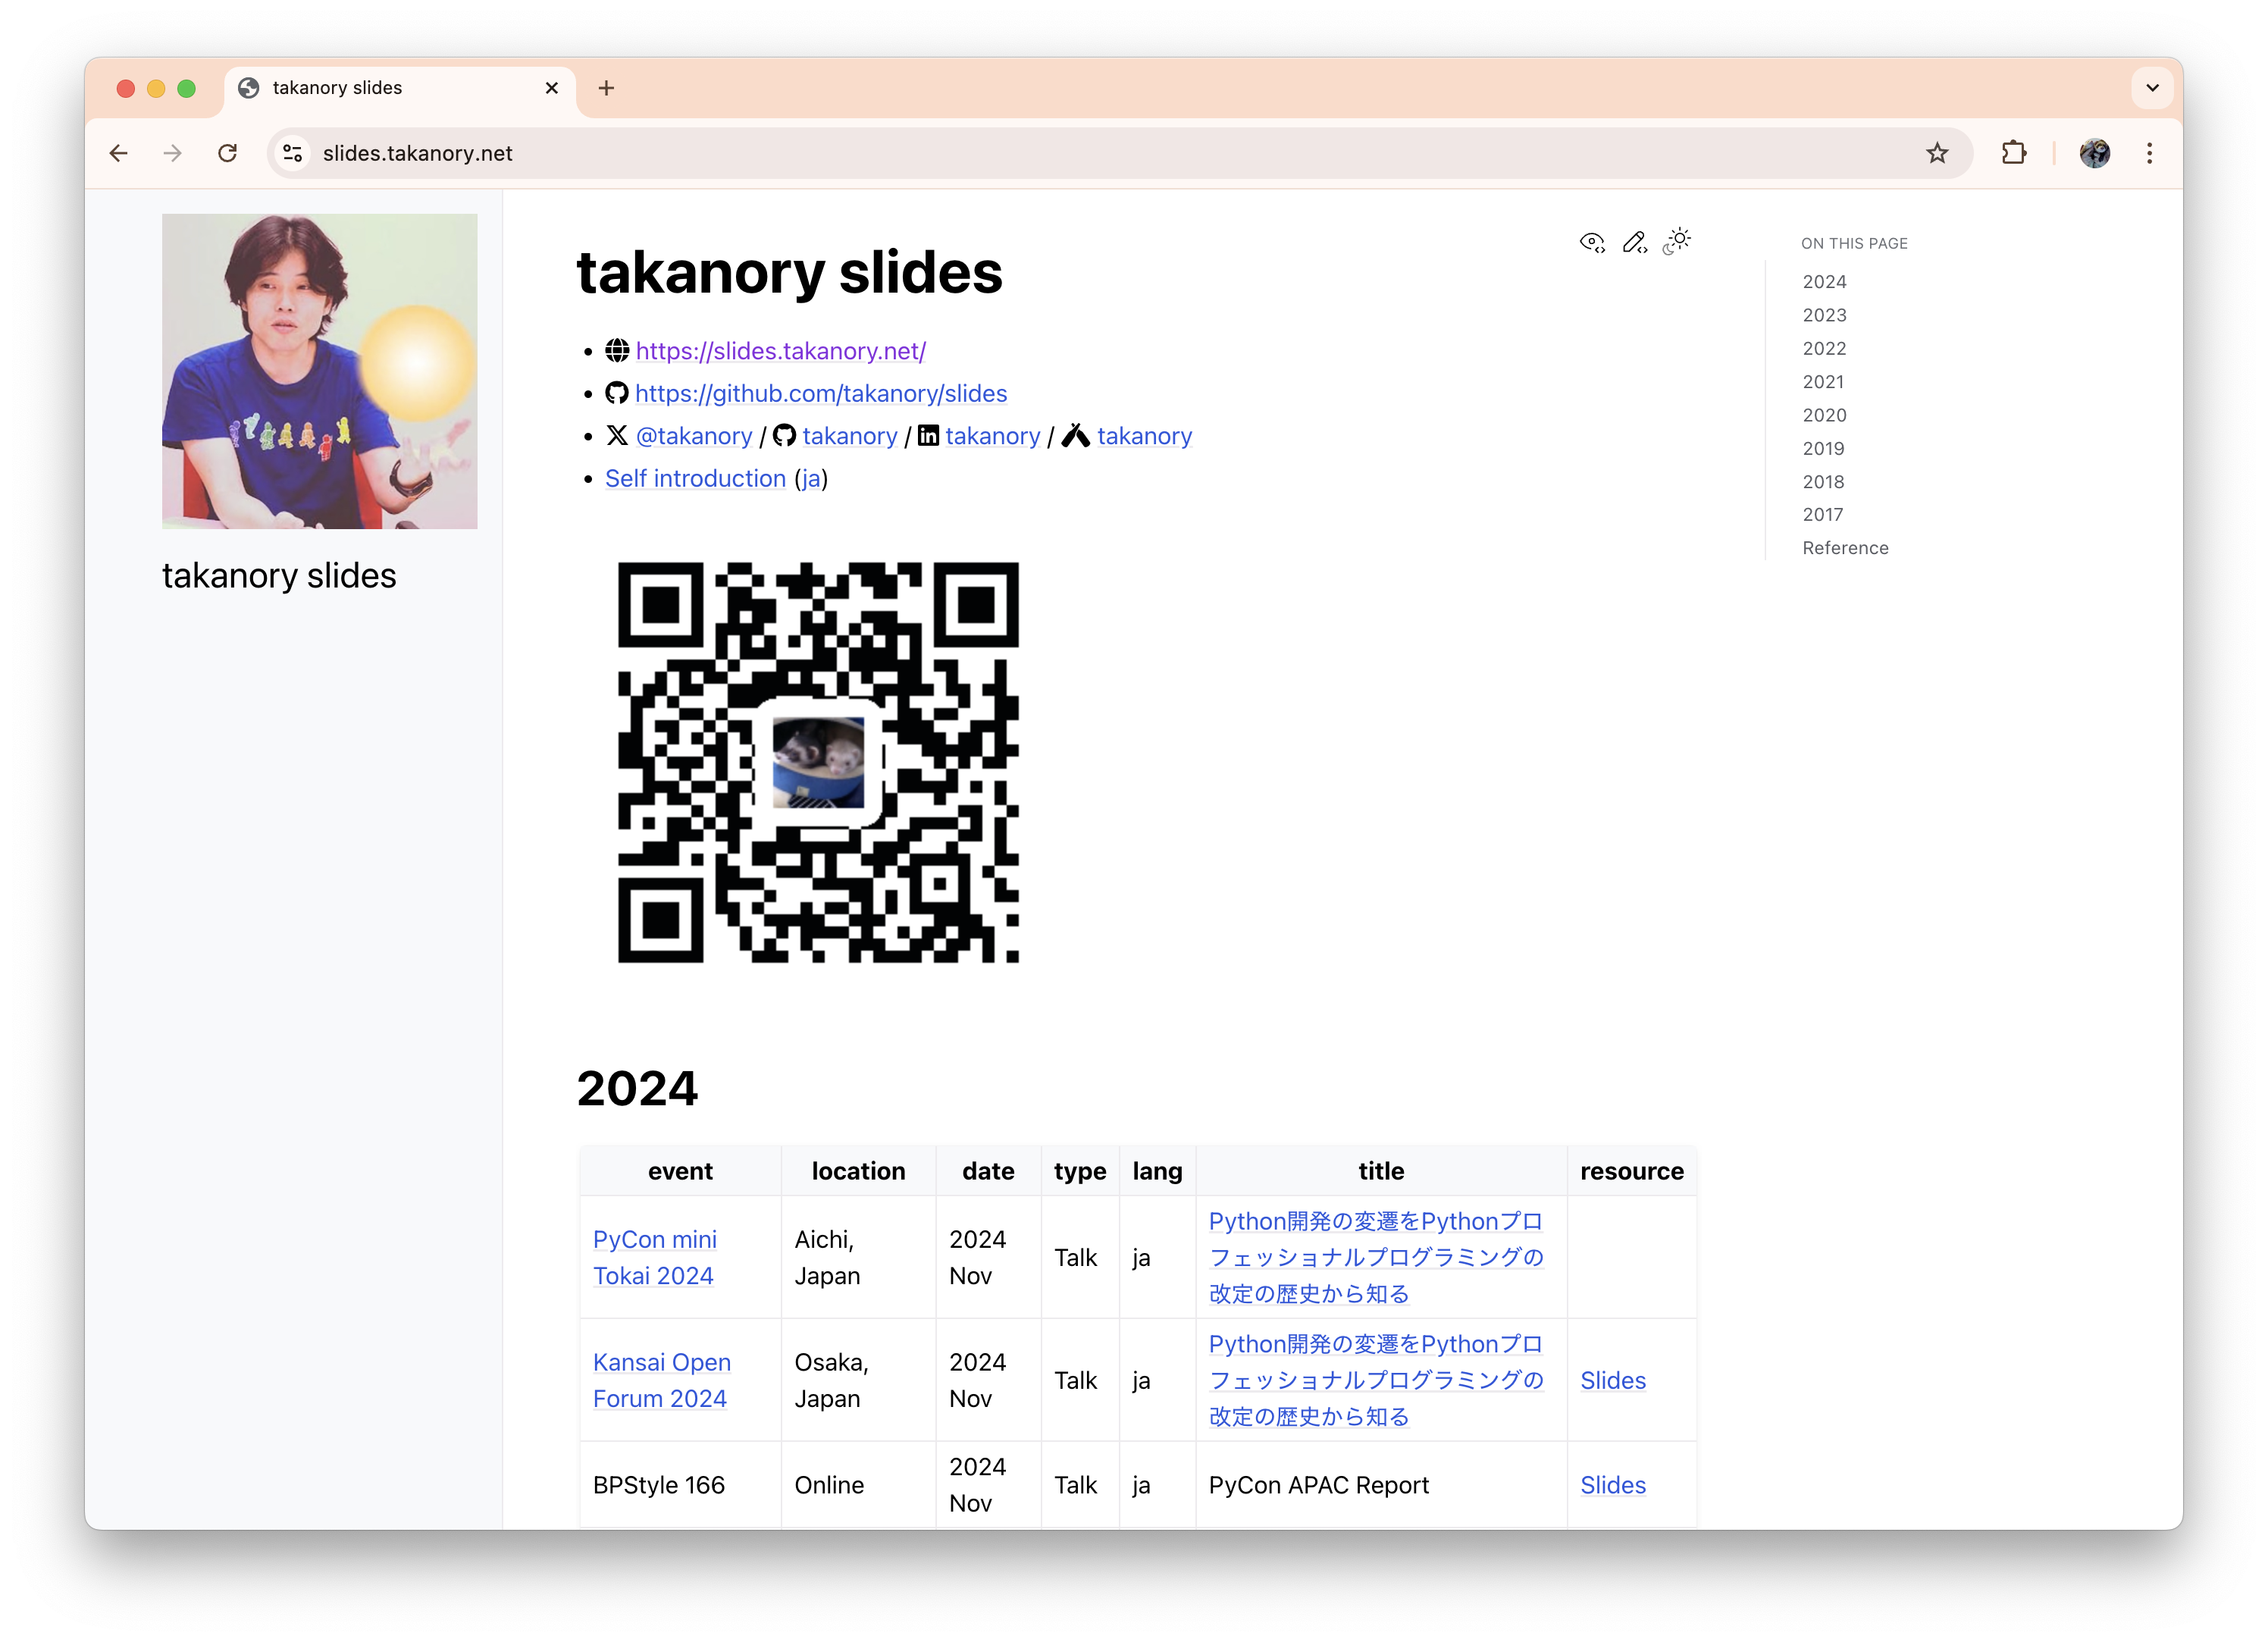 takanory slides
slides.takanory.net
takanory slides
takanory slides
https://slides.takanory.net/
https://github.com/takanory/slides
@takanory / takanory / takanory / takanory
Self introduction (ja)
ON THIS PAGE
2024
2023
2022
2021
2020
2019
2018
2017
Reference
2024
event location date type lang title resource
PyCon mini
Tokai 2024
Aichi,
Japan
2024
Nov
Talk
ja
Python開発の変遷をPythonプロ
フェッショナルプログラミングの
改定の歴史から知る
Kansai Open
Forum 2024
Osaka,
Japan
2024
Nov
Talk
ja
Python開発の変遷をPythonプロ
フェッショナルプログラミングの
改定の歴史から知る
Slides
BPStyle 166
Online
2024
Nov
Talk
ja
PyCon APAC Report
Slides